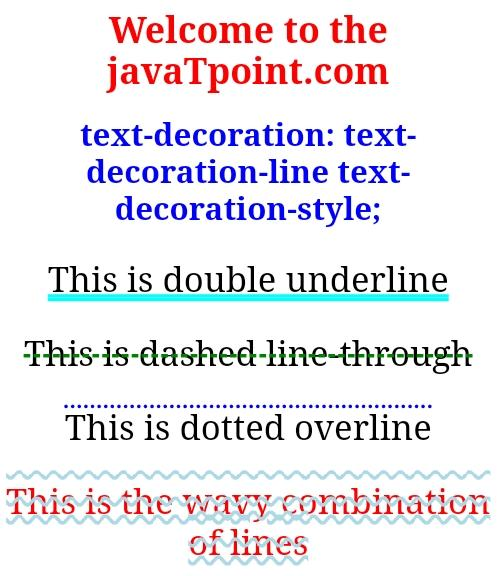 Welcome to the
javaTpoint.com
text-decoration: text-
decoration-line text-
decoration-style;
This is double underline
This is dashed line-through
This is dotted overline
This is the wavy combination
of lines